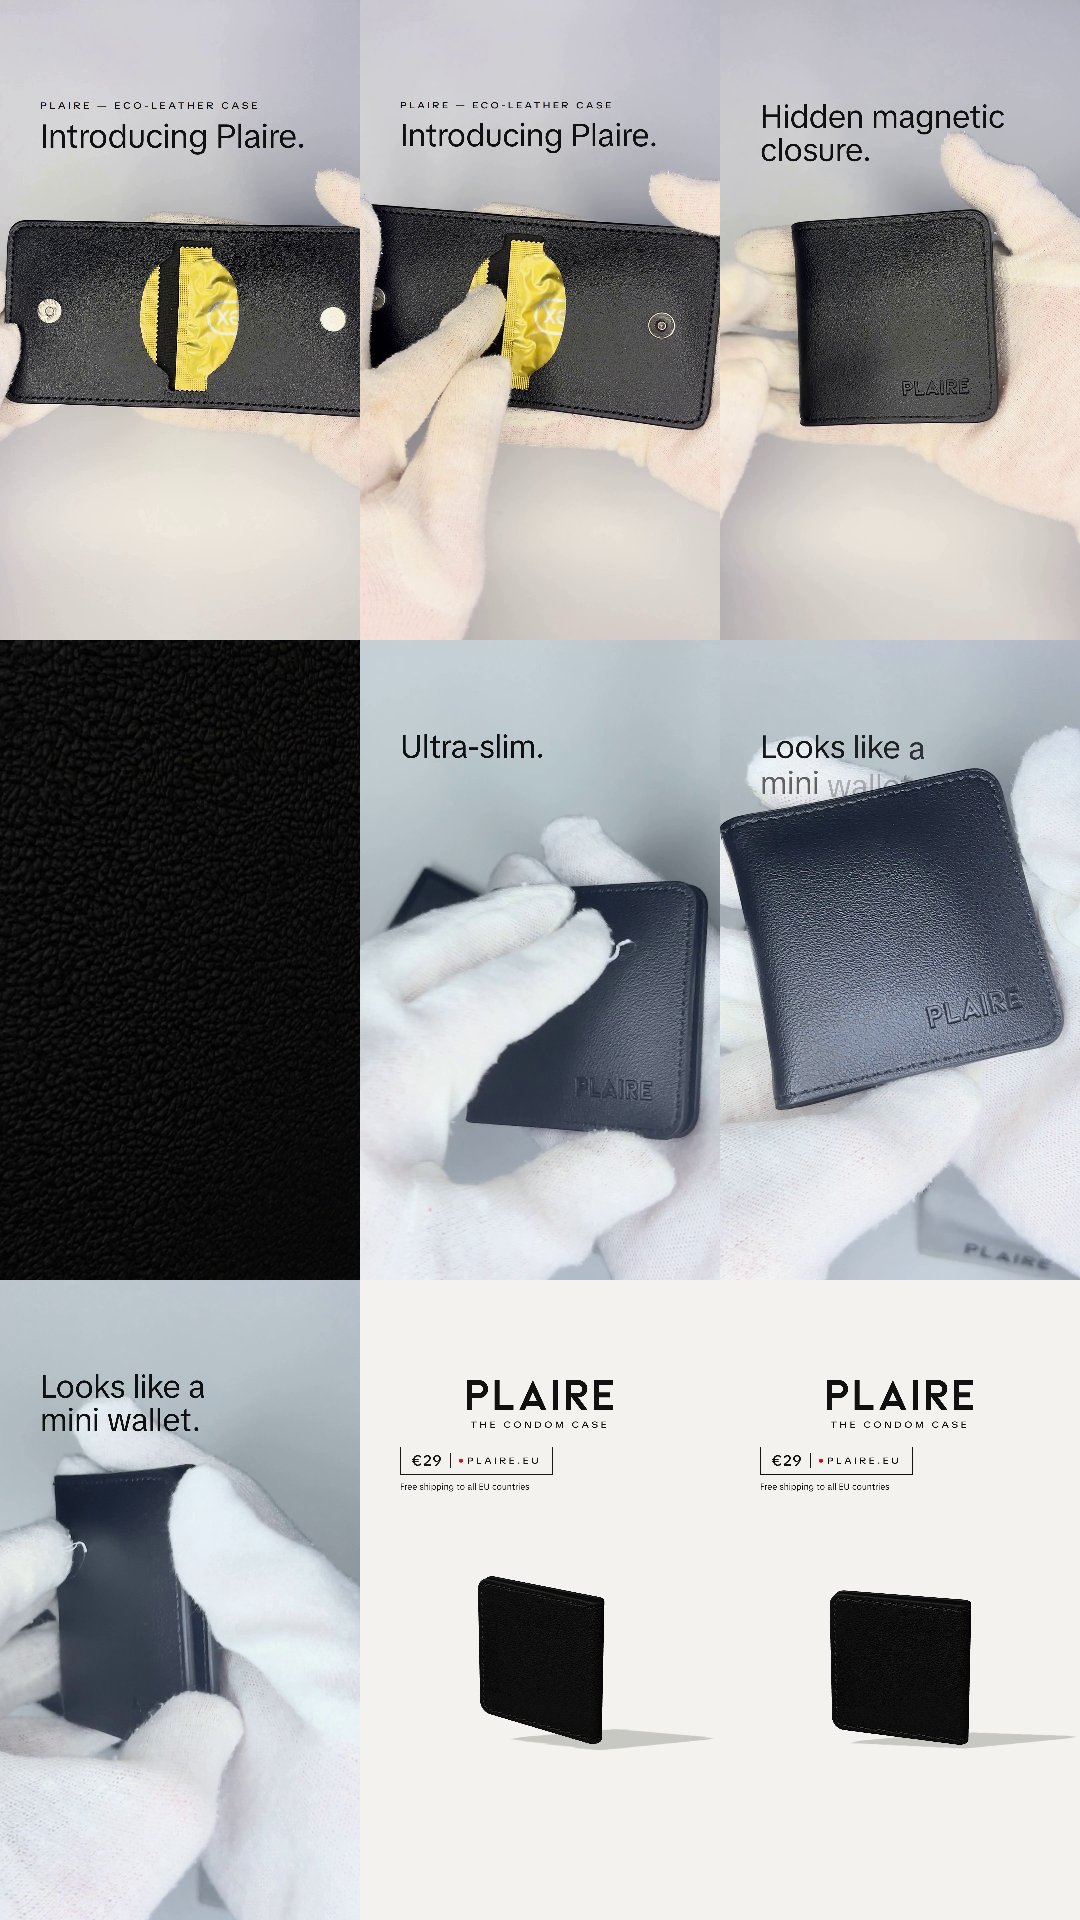 PLAIRE — ECO-LEATHER CASE
Introducing Plaire.
PLAIRE — ECO-LEATHER CASE
Introducing Plaire.
Hidden magnetic
closure.
PLAIRE
Ultra-slim.
PLAIRE
Looks like a
mini wallet.
PLAIRE
PLAIRE
Looks like a
mini wallet.
PLAIRE
THE CONDOM CASE
€29 | •PLAIRE.EU
Free shipping to all EU countries
PLAIRE
THE CONDOM CASE
€29 | •PLAIRE.EU
Free shipping to all EU countries